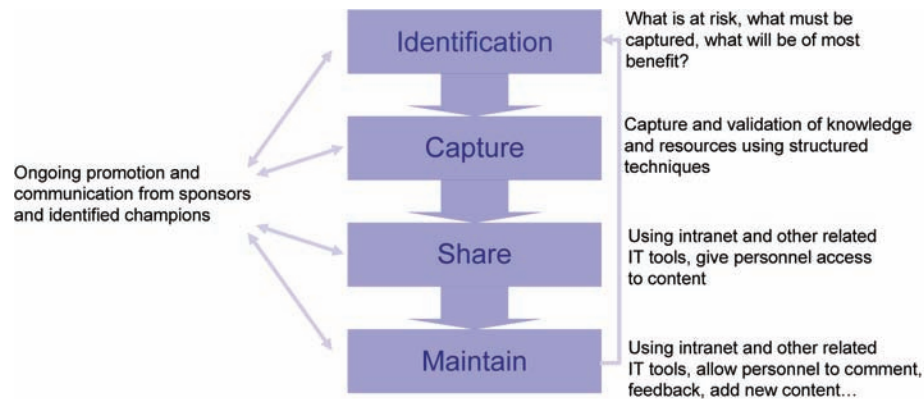 Identification
What is at risk, what must be
captured, what will be of most
benefit?
Capture
Capture and validation of knowledge
and resources using structured
techniques
Ongoing promotion and
communication from sponsors
and identified champions
Share
Using intranet and other related
IT tools, give personnel access
to content
Maintain
Using intranet and other related
IT tools, allow personnel to comment,
feedback, add new content…